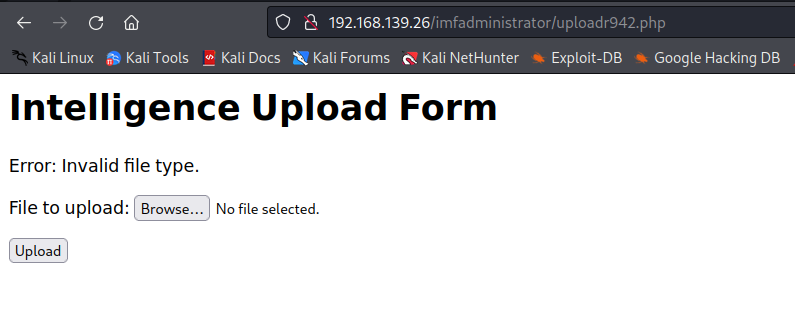 192.168.139.26/imfadministrator/uploadr942.php
Kali Linux Kali Tools Kali Docs Kali Forums Kali NetHunter Exploit-DB Google Hacking DB
Intelligence Upload Form
Error: Invalid file type.
File to upload: Browse... No file selected.
Upload